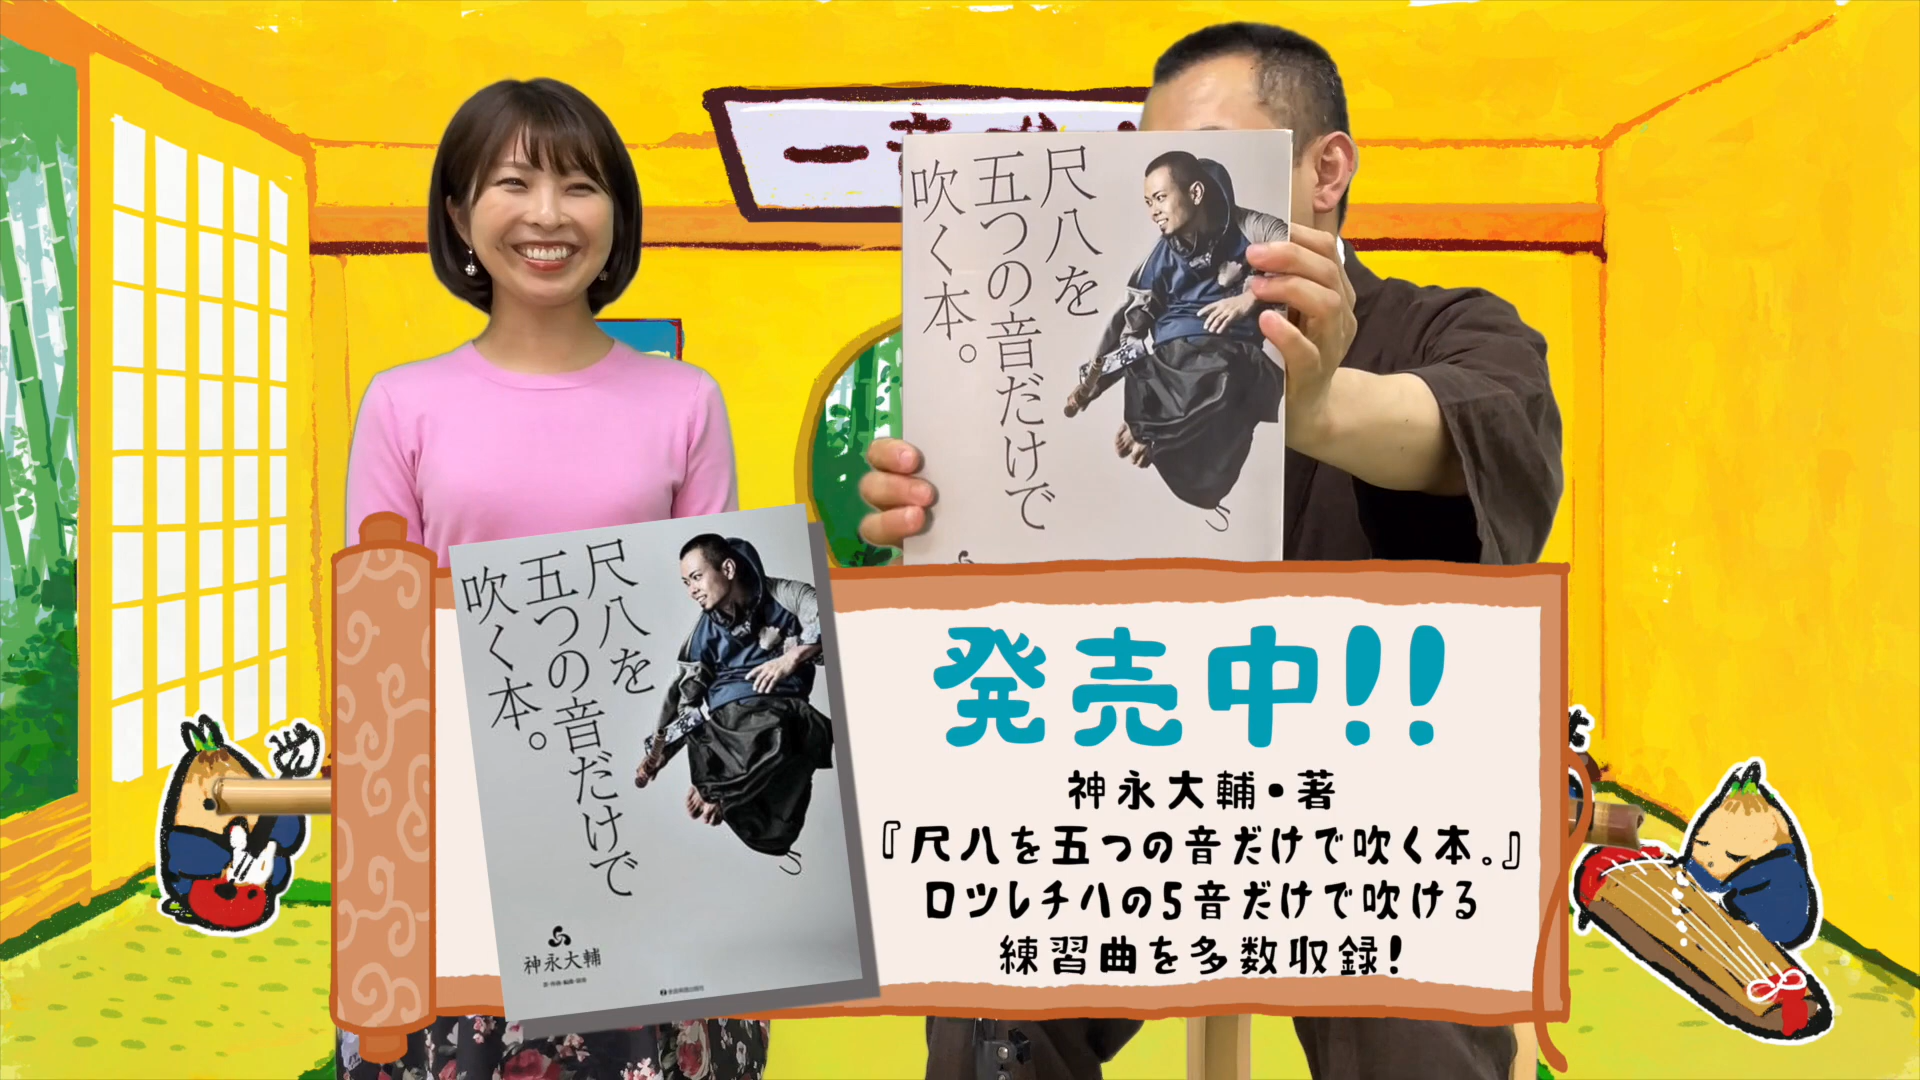 尺八を
五つの音だけで
吹く本。
発売中!!
神永大輔・著
『尺八を五つの音だけで吹く本。』
ロツレチハの5音だけで吹ける
練習曲を多数収録!
尺八を
五つの音だけで
吹く本。
神永大輔